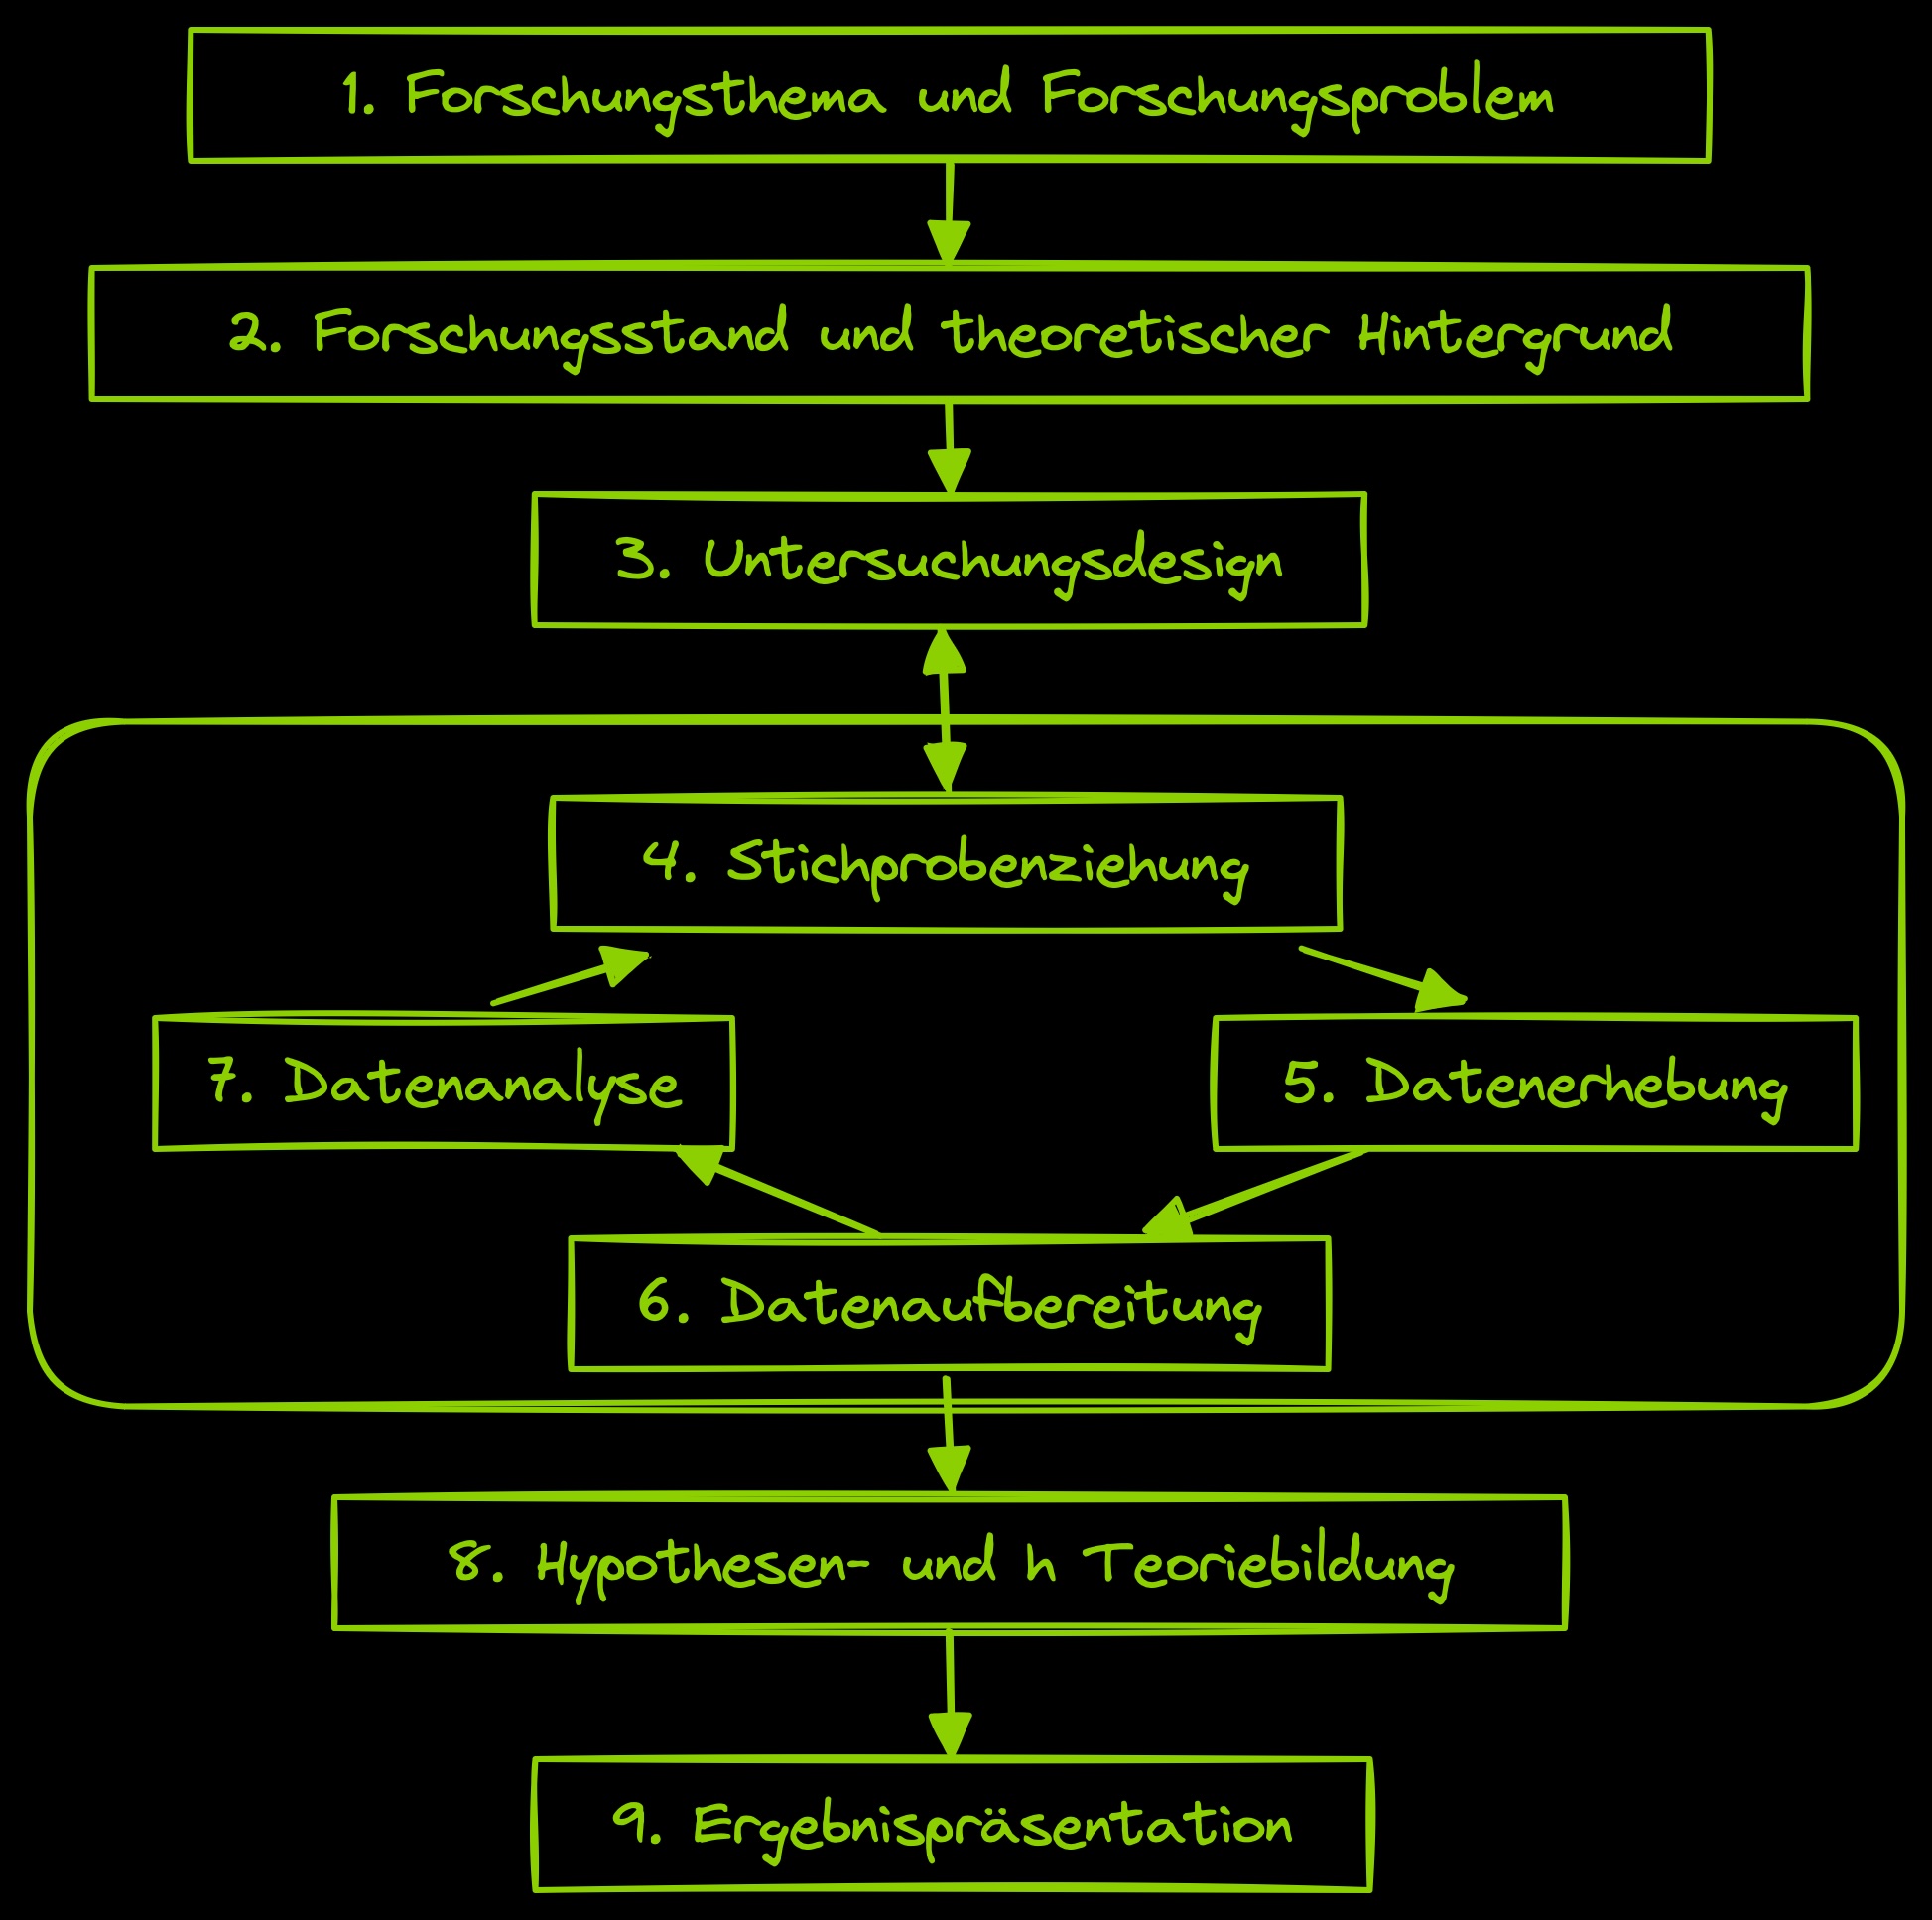 1. Forschungsthema und Forschungsproblem
2. Forschungsstand und theoretischer Hintergrund
3. Untersuchungsdesign
4. Stichprobenziehung
7. Datenanalyse
5. Datenerhebung
6. Datenaufbereitung
8. Hypothesen- und h Teoriebildung
9. Ergebnispräsentation